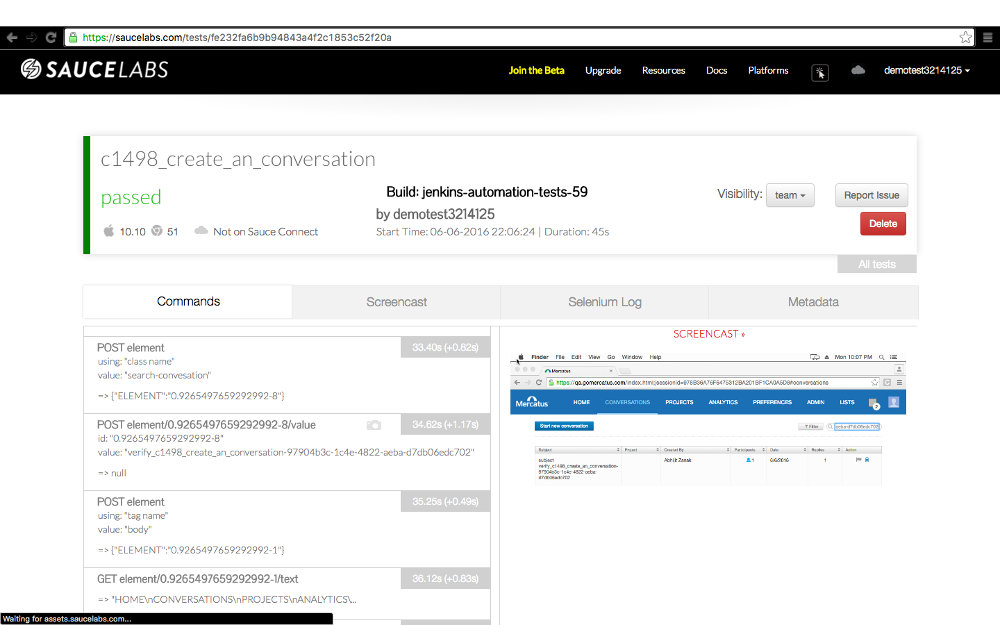 https://saucelabs.com/tests/fe232fa6b9b94843a4f2c1853c52f20a
SAUCELABS
Join the Beta Upgrade Resources Docs Platforms demotest3214125
c1498_create_an_conversation
passed
Build: jenkins-automation-tests-59
by demotest3214125
Visibility: team Report Issue
Delete
10.10 51 Not on Sauce Connect
Start Time: 06-06-2016 22:06:24 | Duration: 45s
All tests
Commands Screencast Selenium Log Metadata
POST element 33.40s (+0.82s)
using: "class name"
value: "search-convesation"
=> {"ELEMENT":"0.9265497659292992-8"}
POST element/0.9265497659292992-8/value 34.62s (+1.17s)
id: "0.9265497659292992-8"
value: "verify_c1498_create_an_conversation-97904b3c-1c4e-4822-aeba-d7db06edc702"
=> null
POST element 35.25s (+0.49s)
using: "tag name"
value: "body"
=> {"ELEMENT":"0.9265497659292992-1"}
GET element/0.9265497659292992-1/text 36.12s (+0.83s)
=> "HOME\nCONVERSATIONS\nPROJECTS\nANALYTICS\...
SCREENCAST »
Finder File Edit View Go Window Help Mon 10:07 PM
Mercatus
https://qa.gomercatus.com/index.html;jsessionid=978B36A76F6475312BA201BF1CA0A5D8#conversations
Mercatus HOME CONVERSATIONS PROJECTS ANALYTICS PREFERENCES ADMIN LISTS 2
Start new conversation Filter aeba-d7db06edc702
Subject Project Created By Participants Date Replies Action
subject
verify_c1498_create_an_conversation-
97904b3c-1c4e-4822-aeba-
d7db06edc702
Abhijit Zanak 1 6/6/2016 1
Waiting for assets.saucelabs.com...